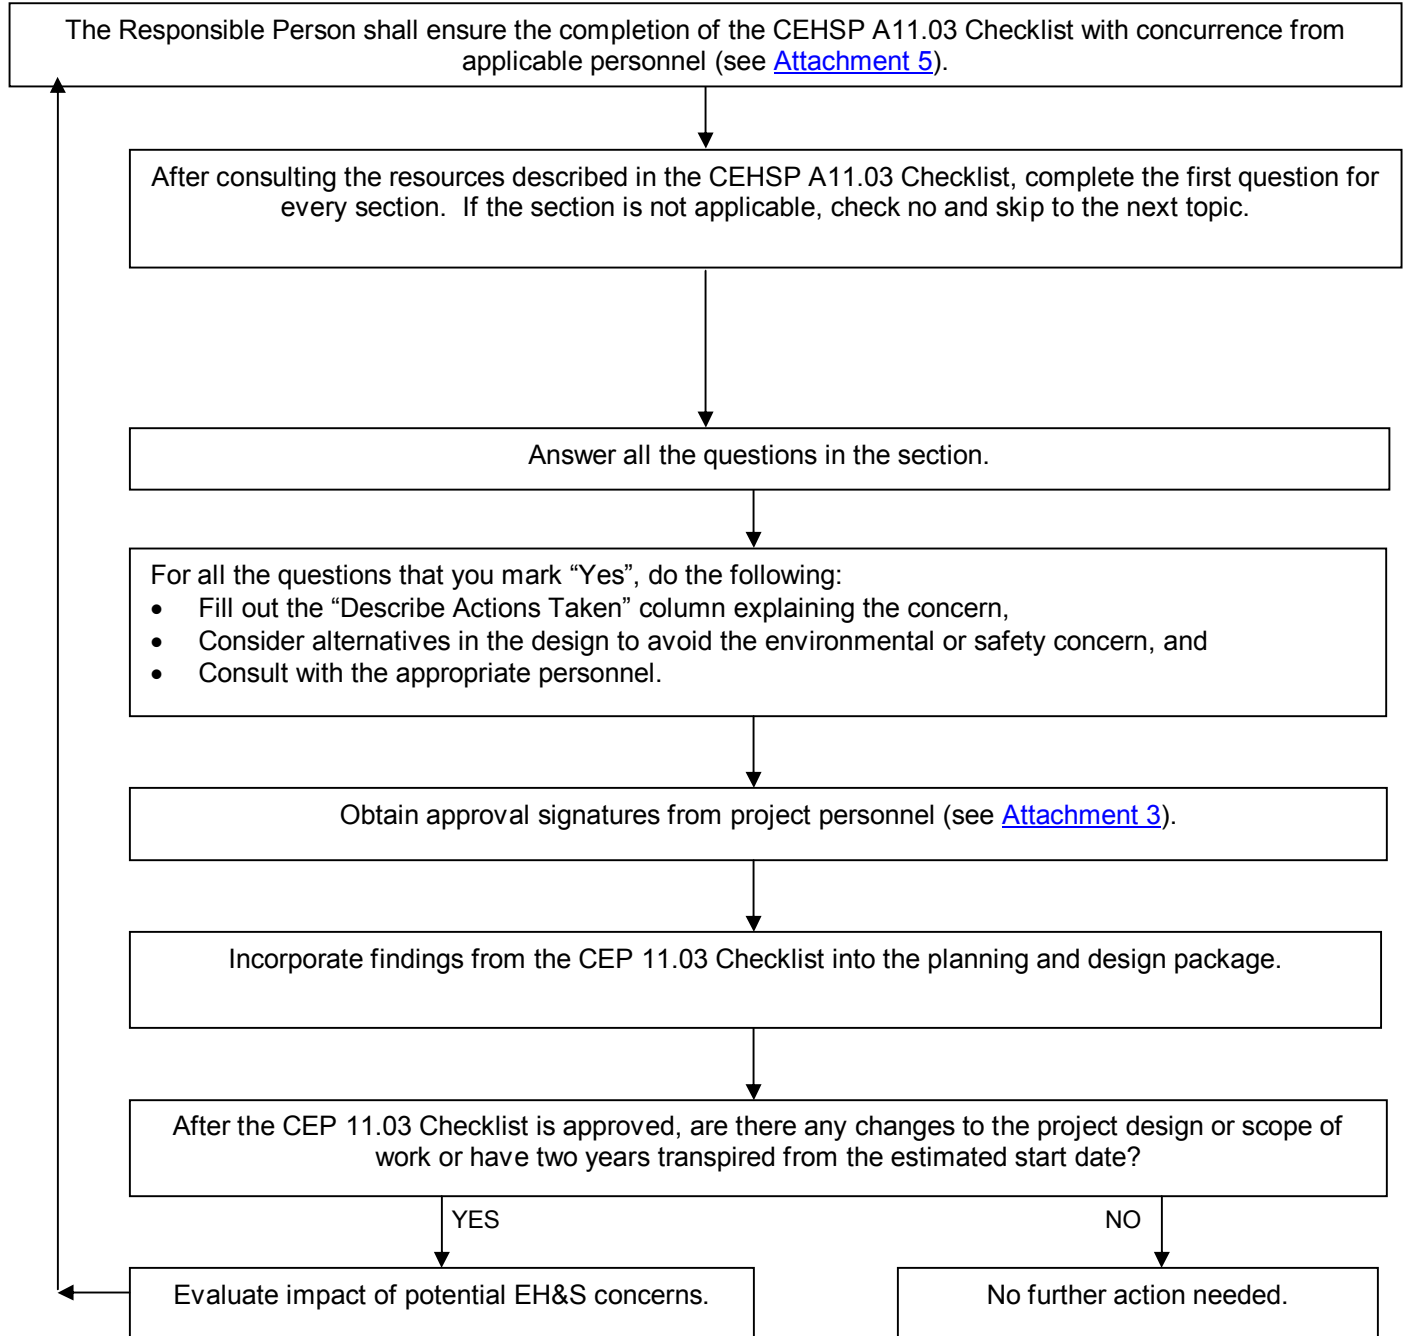 The Responsible Person shall ensure the completion of the CEHSP A11.03 Checklist with concurrence from
applicable personnel (see Attachment 5).
After consulting the resources described in the CEHSP A11.03 Checklist, complete the first question for
every section.  If the section is not applicable, check no and skip to the next topic.
Answer all the questions in the section.
For all the questions that you mark “Yes”, do the following:
• Fill out the “Describe Actions Taken” column explaining the concern,
• Consider alternatives in the design to avoid the environmental or safety concern, and
• Consult with the appropriate personnel.
Obtain approval signatures from project personnel (see Attachment 3).
Incorporate findings from the CEP 11.03 Checklist into the planning and design package.
After the CEP 11.03 Checklist is approved, are there any changes to the project design or scope of
work or have two years transpired from the estimated start date?
YES
NO
Evaluate impact of potential EH&S concerns.
No further action needed.